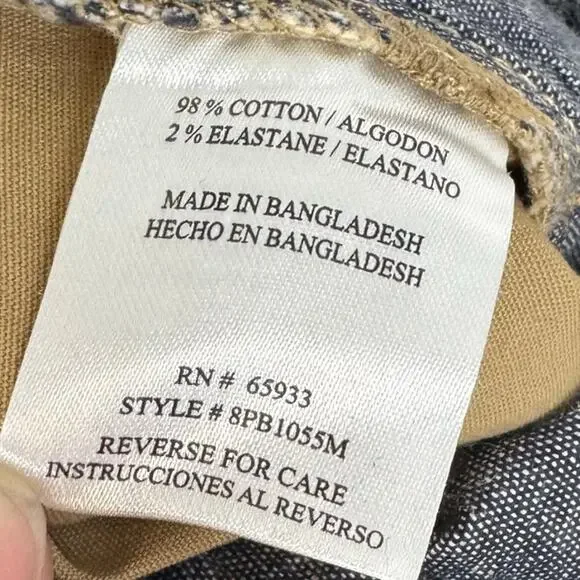 98 % COTTON / ALGODON
2 % ELASTANE / ELASTANO
MADE IN BANGLADESH
HECHO EN BANGLADESH
RN # 65933
STYLE # 8PB1055M
REVERSE FOR CARE
INSTRUCCIONES AL REVERSO